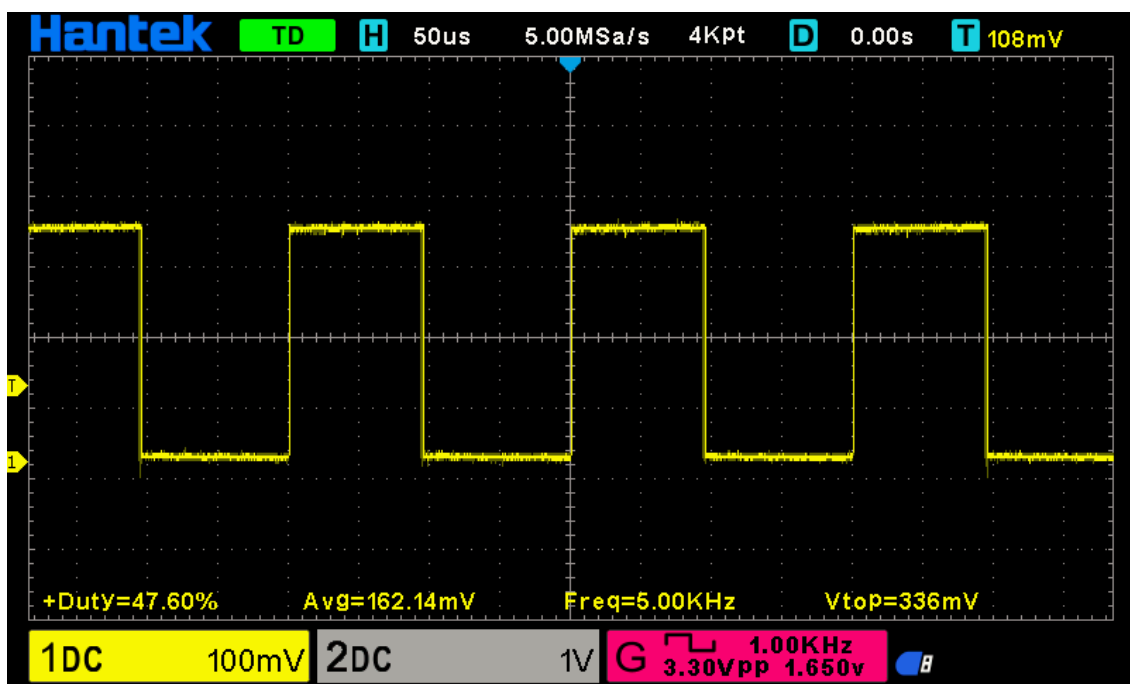 Hantek TD H 50us 5.00MSa/s 4Kpt D 0.00s T 108mV
T
1
+Duty=47.60% Avg=162.14mV Freq=5.00KHz Vtop=336mV
1DC 100mV 2DC 1V G 1.00KHz
3.30Vpp 1.650v